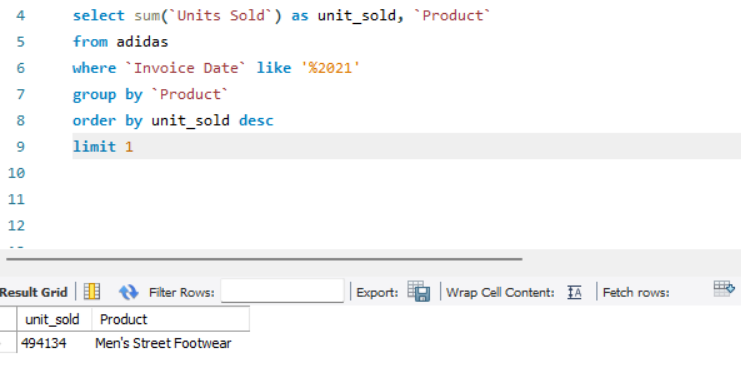 4 select sum(`Units Sold`) as unit_sold, `Product`
5 from adidas
6 where `Invoice Date` like '%2021'
7 group by `Product`
8 order by unit_sold desc
9 limit 1
10
11
12
Result Grid Filter Rows: Export: Wrap Cell Content: IA Fetch rows:
unit_sold Product
494134 Men's Street Footwear